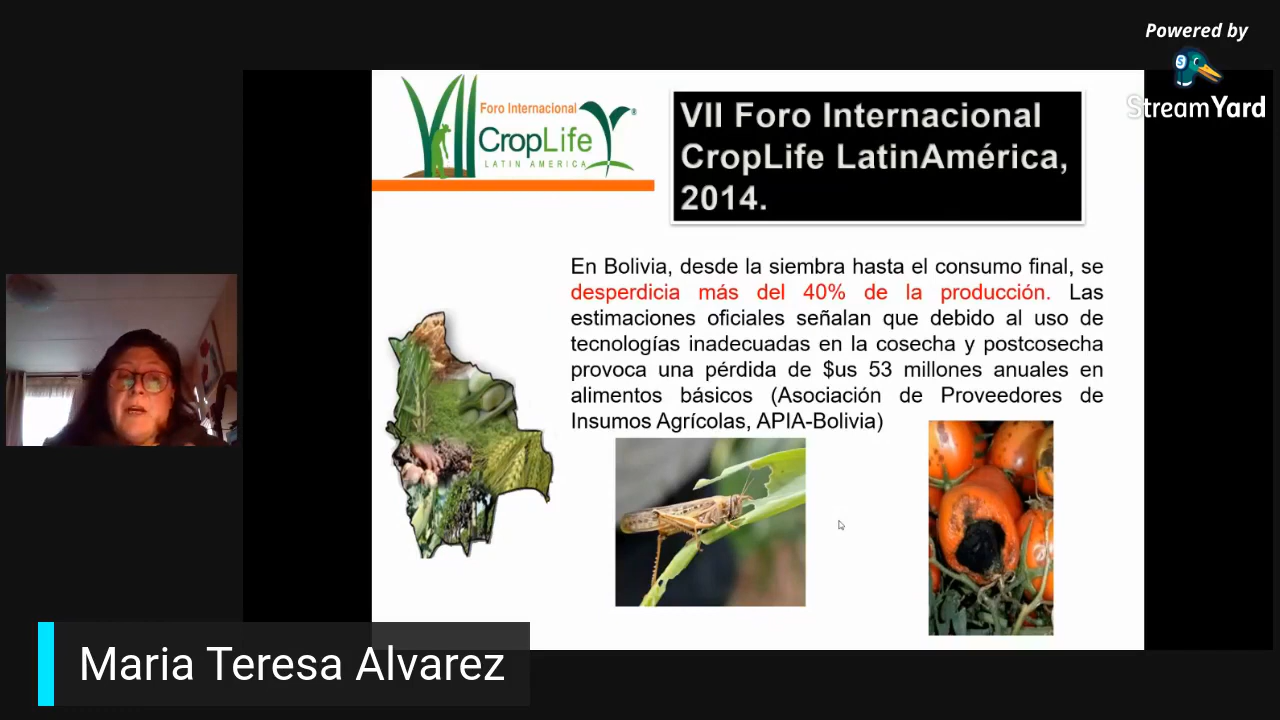 Powered by
StreamYard
VII
Foro Internacional
CropLife
LATIN AMERICA
®
VII Foro Internacional
CropLife LatinAmérica,
2014.
En Bolivia, desde la siembra hasta el consumo final, se
desperdicia más del 40% de la producción. Las
estimaciones oficiales señalan que debido al uso de
tecnologías inadecuadas en la cosecha y postcosecha
provoca una pérdida de $us 53 millones anuales en
alimentos básicos (Asociación de Proveedores de
Insumos Agrícolas, APIA-Bolivia)
Maria Teresa Alvarez